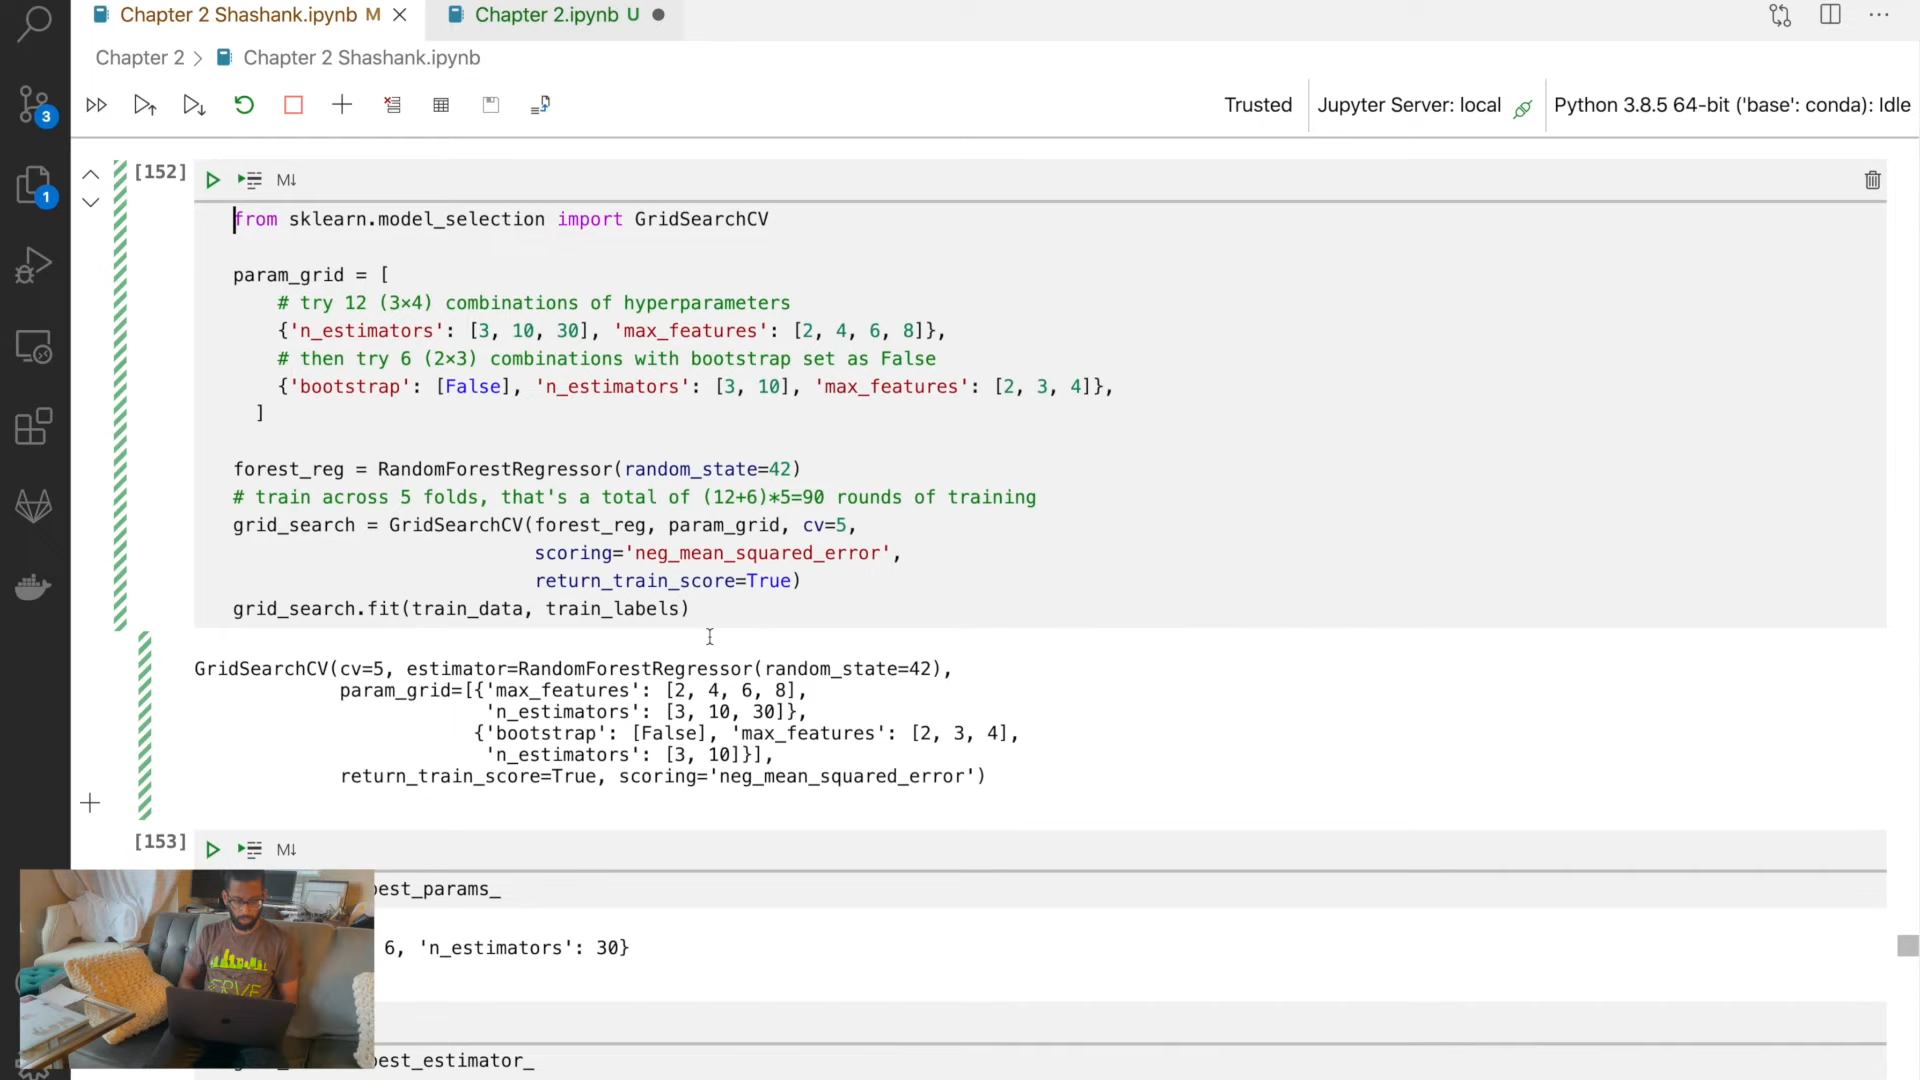 Chapter 2 Shashank.ipynb M
Chapter 2.ipynb U
Chapter 2 > Chapter 2 Shashank.ipynb
Trusted
Jupyter Server: local
Python 3.8.5 64-bit ('base': conda): Idle
3
1
[152]
M↓
from sklearn.model_selection import GridSearchCV
param_grid = [
# try 12 (3×4) combinations of hyperparameters
{'n_estimators': [3, 10, 30], 'max_features': [2, 4, 6, 8]},
# then try 6 (2×3) combinations with bootstrap set as False
{'bootstrap': [False], 'n_estimators': [3, 10], 'max_features': [2, 3, 4]},
]
forest_reg = RandomForestRegressor(random_state=42)
# train across 5 folds, that's a total of (12+6)*5=90 rounds of training
grid_search = GridSearchCV(forest_reg, param_grid, cv=5,
scoring='neg_mean_squared_error',
return_train_score=True)
grid_search.fit(train_data, train_labels)
GridSearchCV(cv=5, estimator=RandomForestRegressor(random_state=42),
param_grid=[{'max_features': [2, 4, 6, 8],
'n_estimators': [3, 10, 30]},
{'bootstrap': [False], 'max_features': [2, 3, 4],
'n_estimators': [3, 10]}],
return_train_score=True, scoring='neg_mean_squared_error')
[153]
M↓
best_params_
6, 'n_estimators': 30}
best_estimator_
SERVE